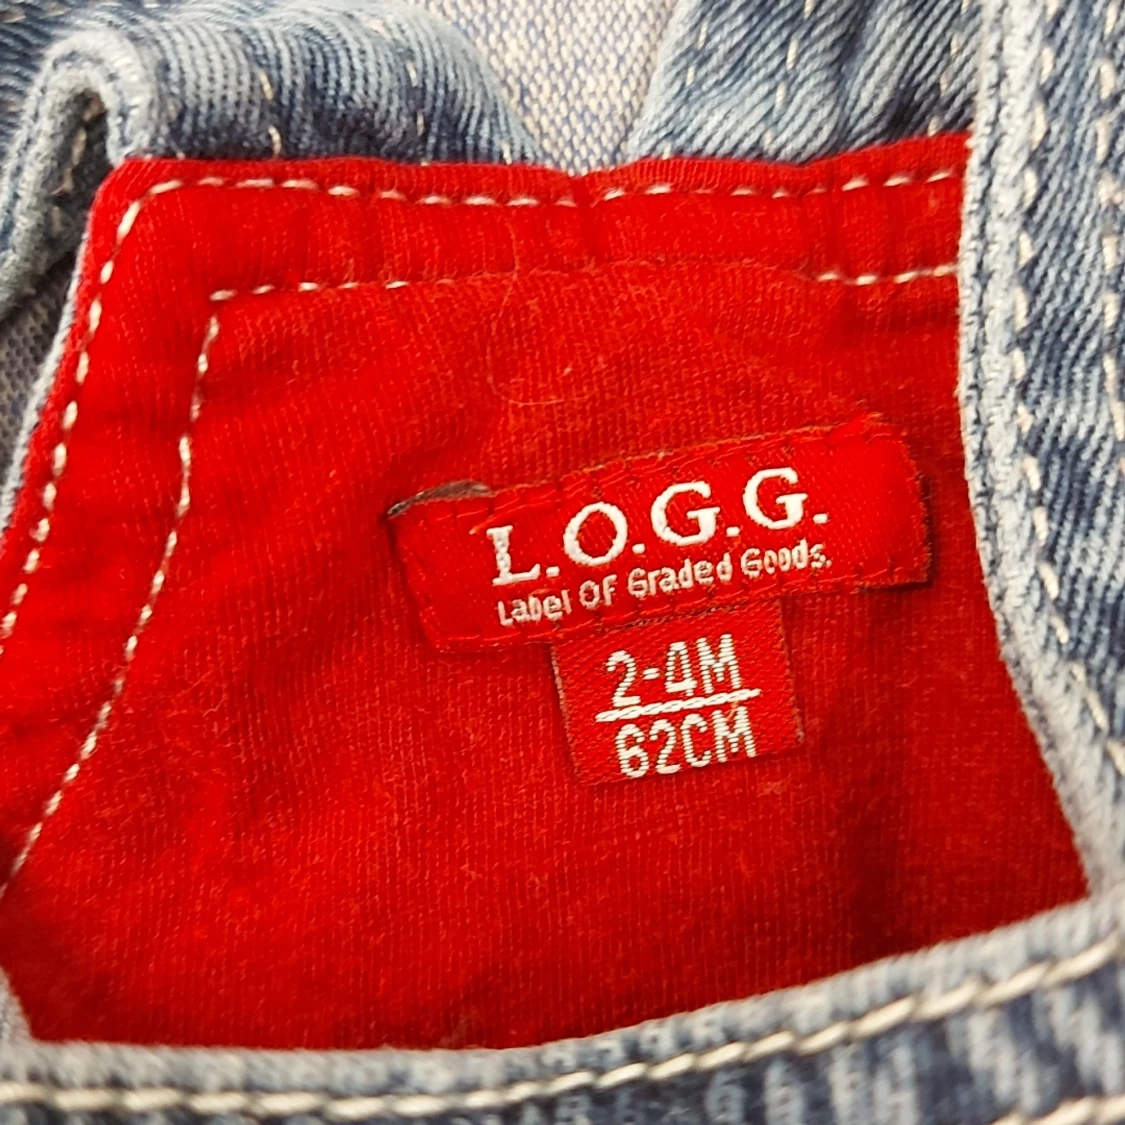 L.O.G.G.
Label OF Graded Goods.
2-4M
62CM